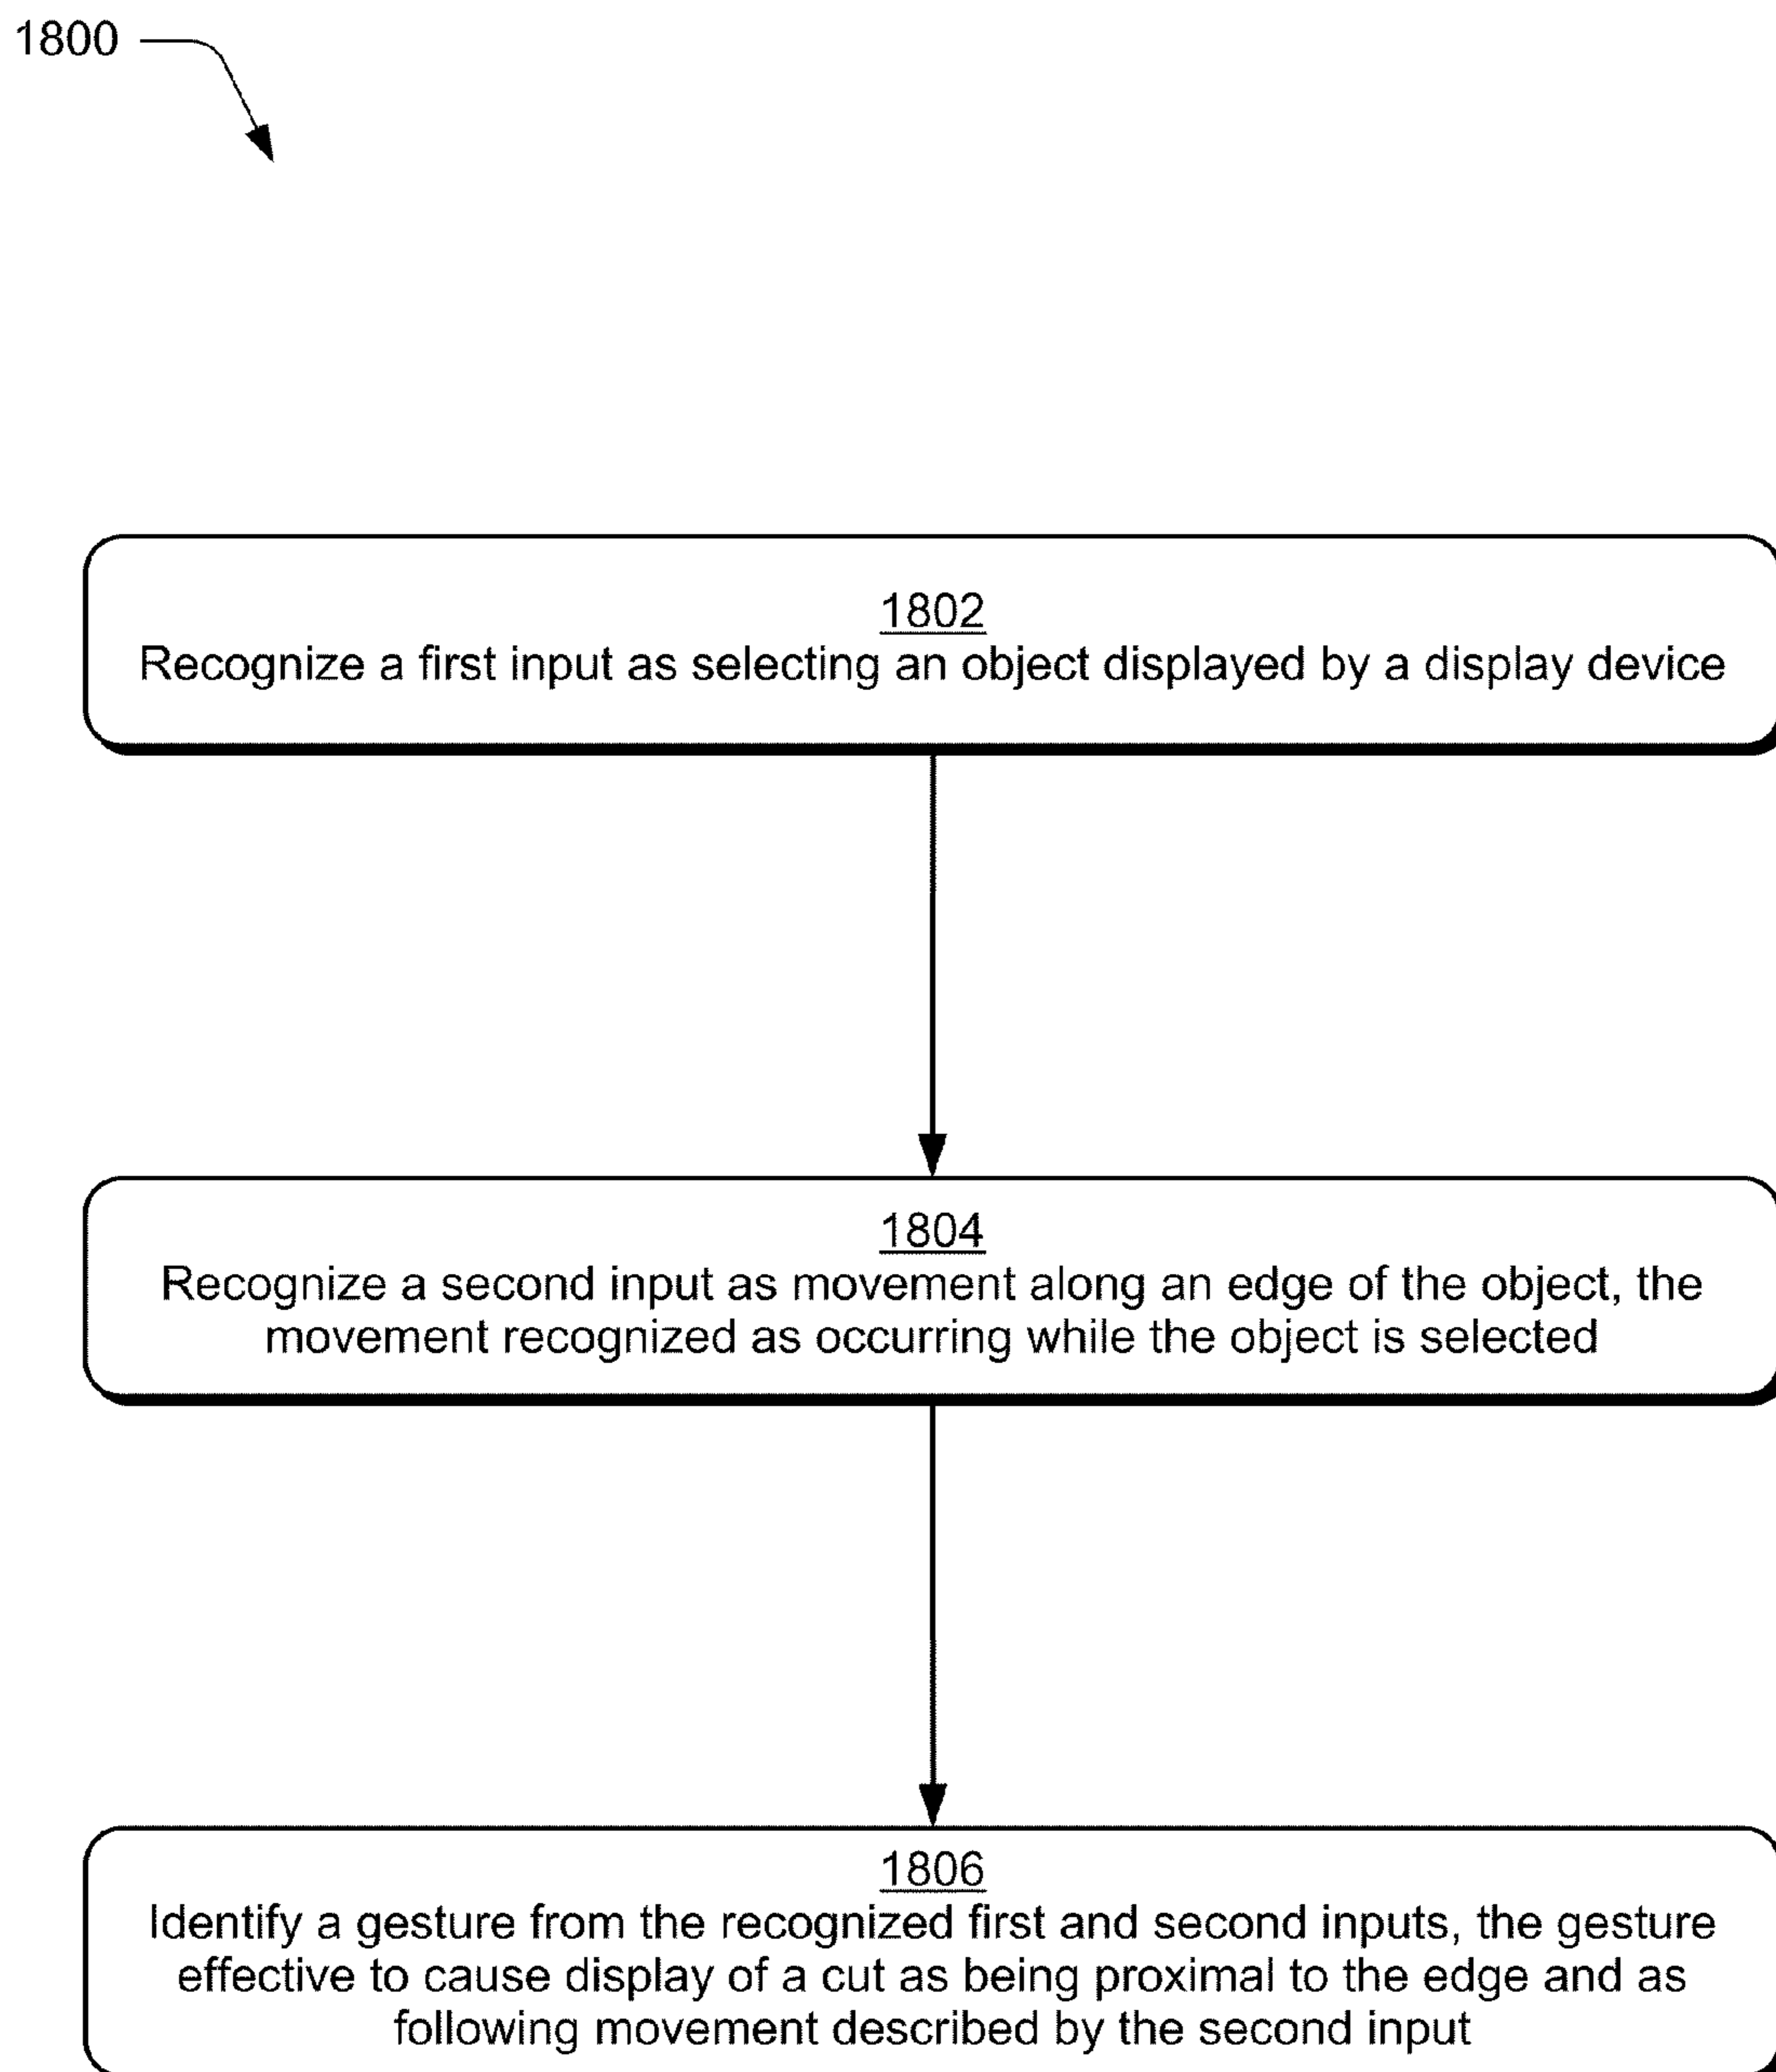 1800
1802
Recognize a first input as selecting an object displayed by a display device
1804
Recognize a second input as movement along an edge of the object, the
movement recognized as occurring while the object is selected
1806
Identify a gesture from the recognized first and second inputs, the gesture
effective to cause display of a cut as being proximal to the edge and as
following movement described by the second input